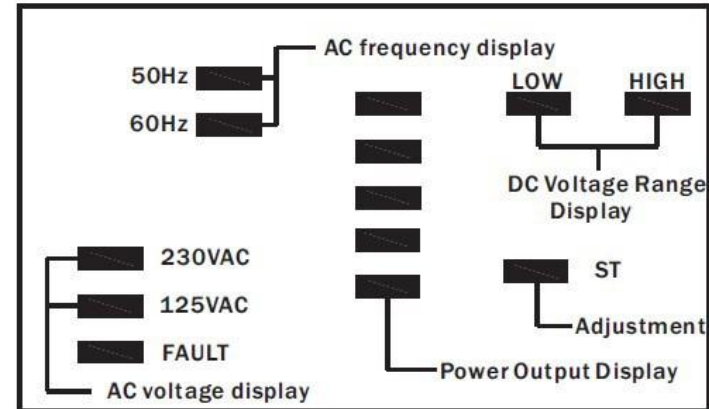 AC frequency display
50Hz
60Hz
LOW
HIGH
DC Voltage Range
Display
230VAC
125VAC
FAULT
AC voltage display
ST
Adjustment
Power Output Display